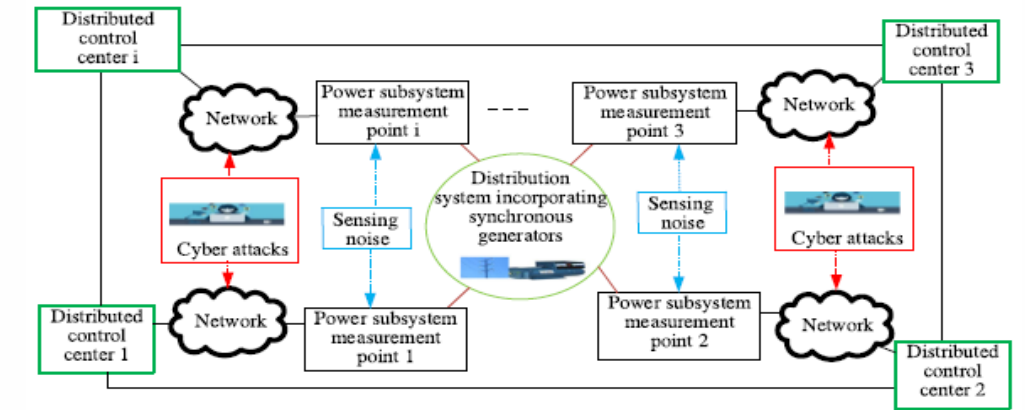 Distributed
control
center i
Distributed
control
center 3
Network
Power subsystem
measurement
point i
Power subsystem
measurement
point 3
Network
Cyber attacks
Sensing
noise
Distribution
system incorporating
synchronous
generators
Sensing
noise
Cyber attacks
Distributed
control
center 1
Network
Power subsystem
measurement
point 1
Power subsystem
measurement
point 2
Network
Distributed
control
center 2